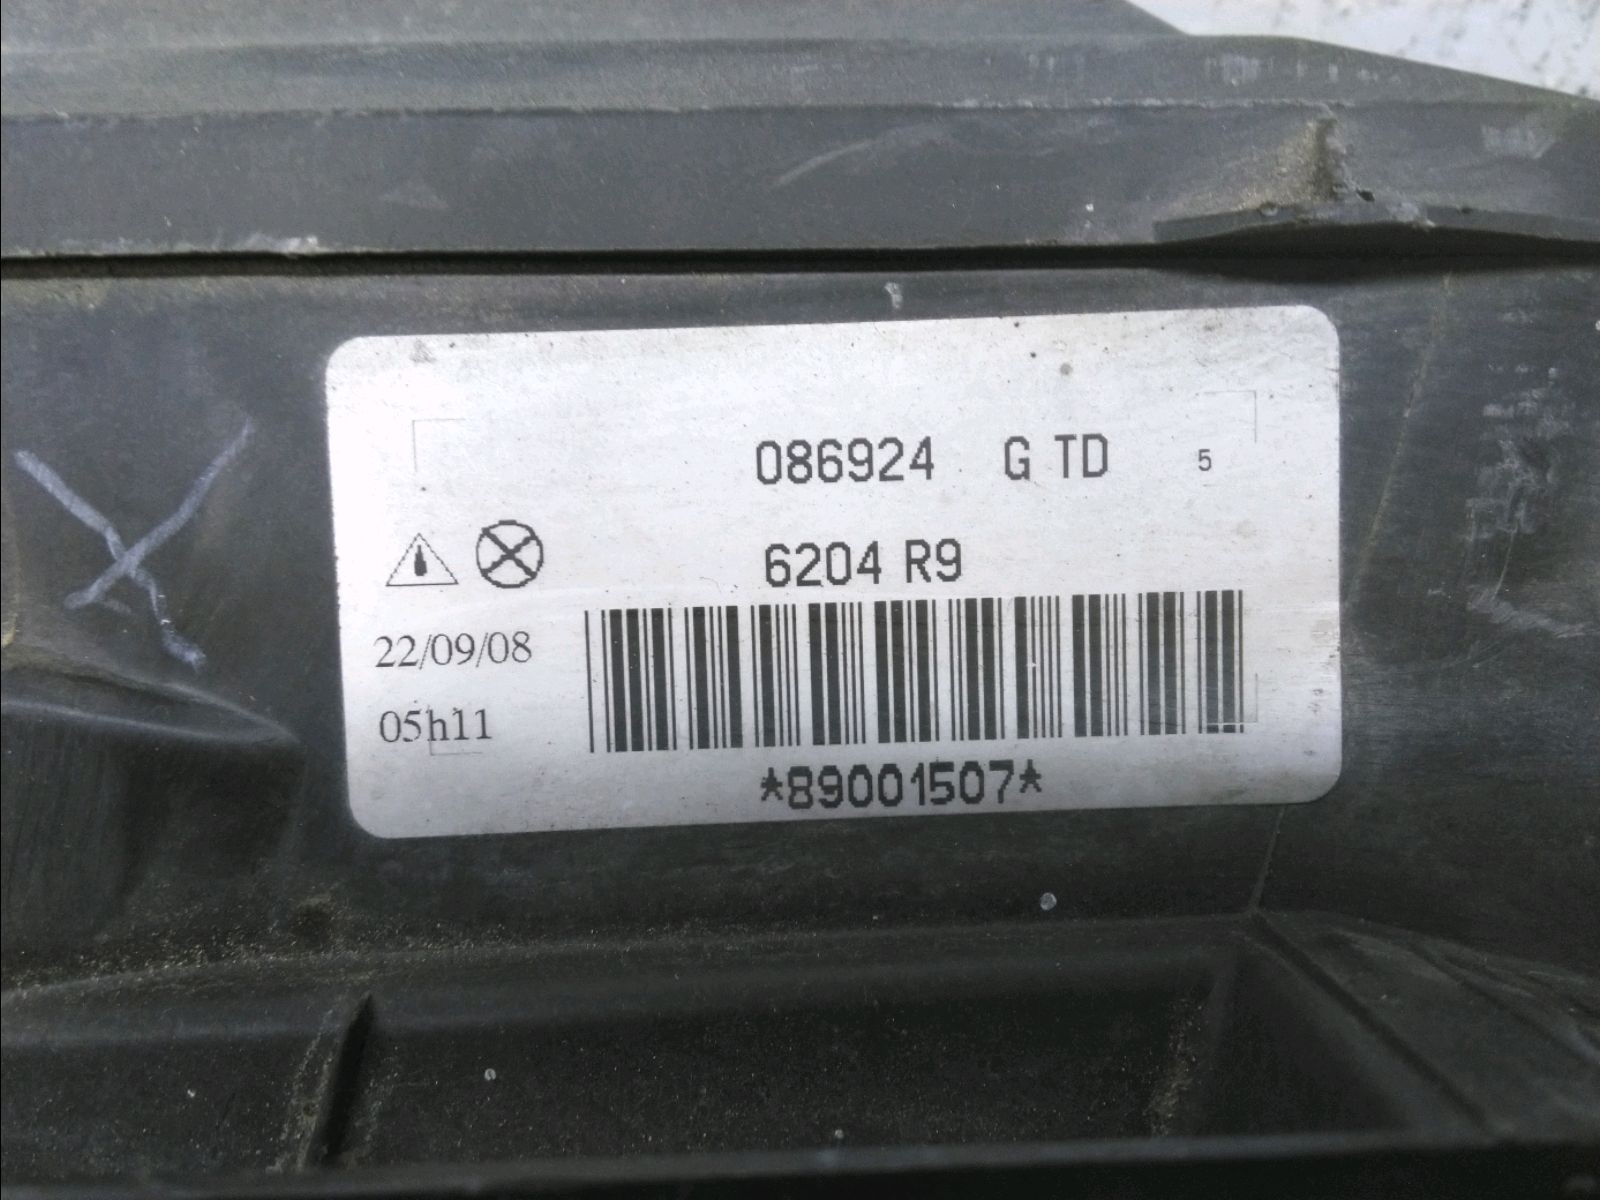 086924 G TD 5
6204 R9
22/09/08
05h11
*89001507*